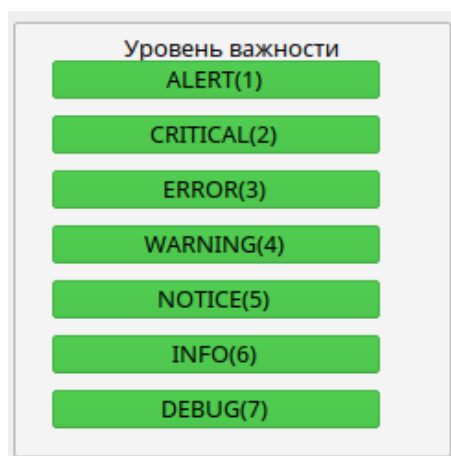 Уровень важности
ALERT(1)
CRITICAL(2)
ERROR(3)
WARNING(4)
NOTICE(5)
INFO(6)
DEBUG(7)